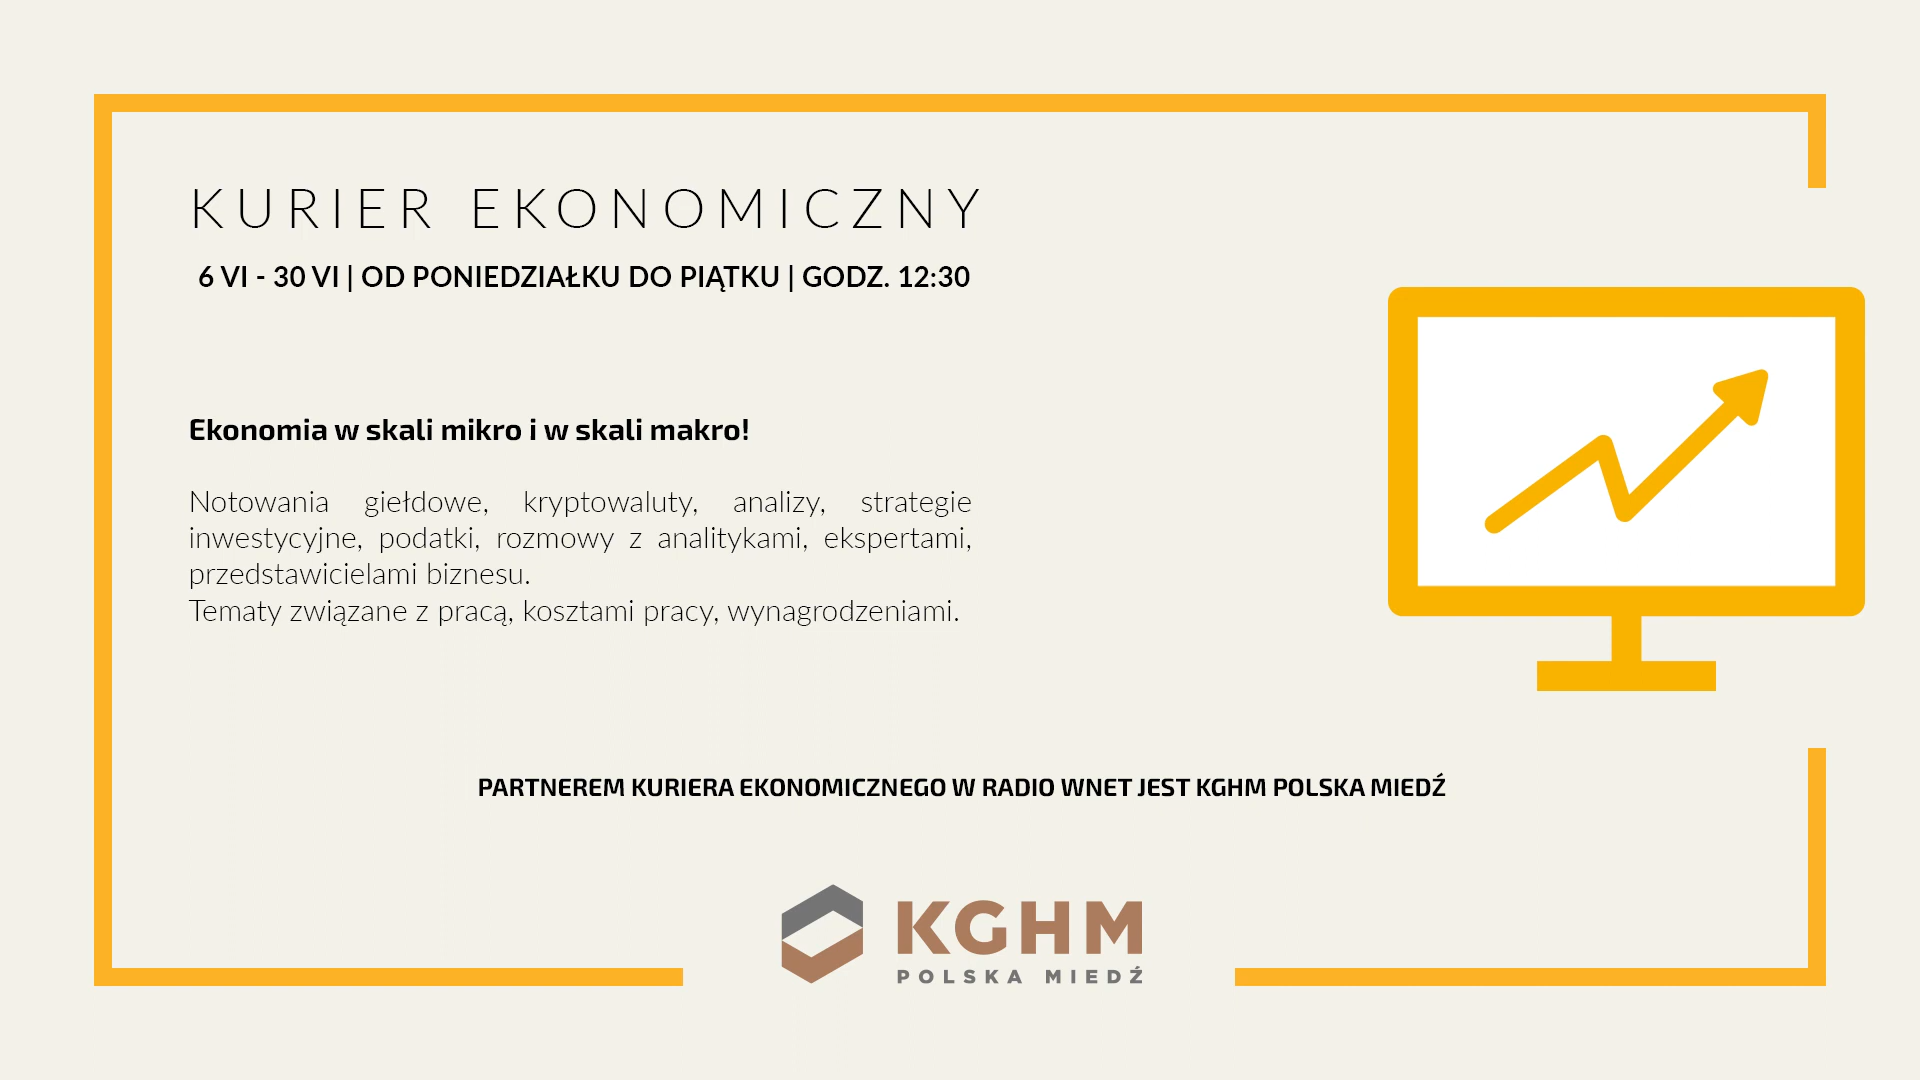 KURIER EKONOMICZNY
6 VI - 30 VI | OD PONIEDZIAŁKU DO PIĄTKU | GODZ. 12:30
Ekonomia w skali mikro i w skali makro!
Notowania giełdowe, kryptowaluty, analizy, strategie
inwestycyjne, podatki, rozmowy z analitykami, ekspertami,
przedstawicielami biznesu.
Tematy związane z pracą, kosztami pracy, wynagrodzeniami.
PARTNEREM KURIERA EKONOMICZNEGO W RADIO WNET JEST KGHM POLSKA MIEDŹ
KGHM
POLSKA MIEDŹ